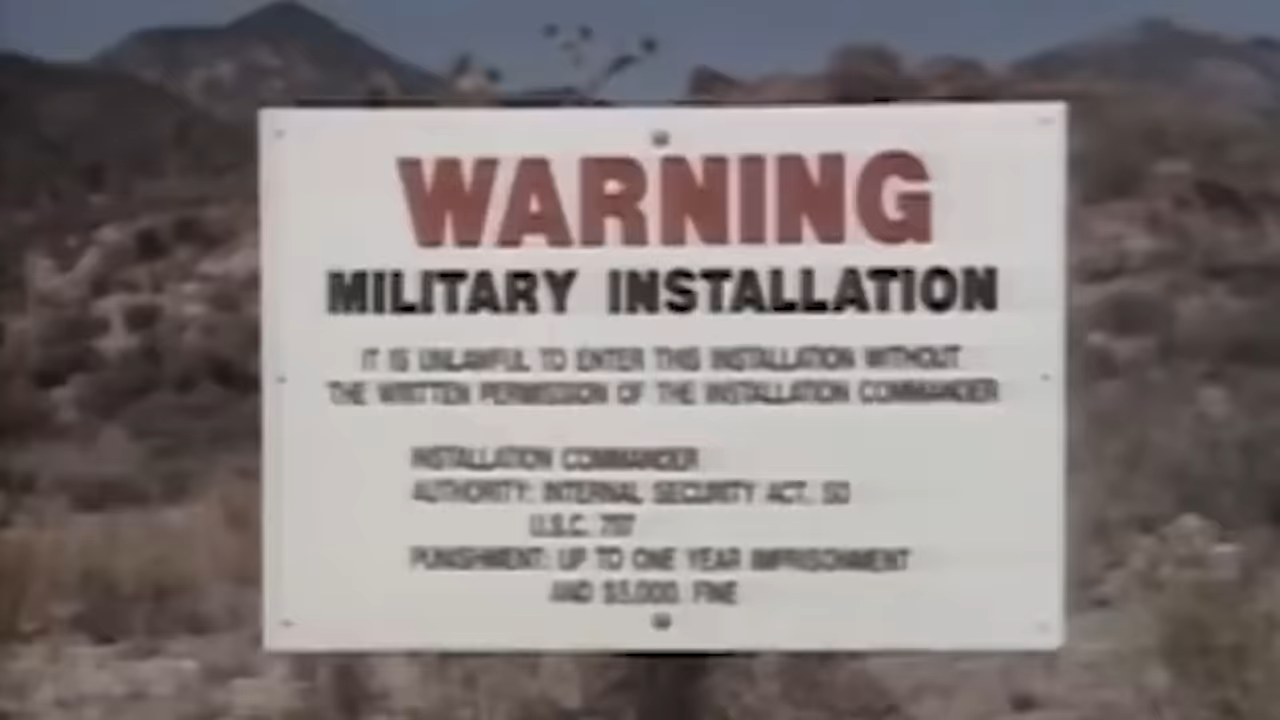 WARNING
MILITARY INSTALLATION
IT IS UNLAWFUL TO ENTER THIS INSTALLATION WITHOUT
THE WRITTEN PERMISSION OF THE INSTALLATION COMMANDER
INSTALLATION COMMANDER
AUTHORITY: INTERNAL SECURITY ACT, 50
U.S.C. 797
PUNISHMENT: UP TO ONE YEAR IMPRISONMENT
AND $5,000. FINE